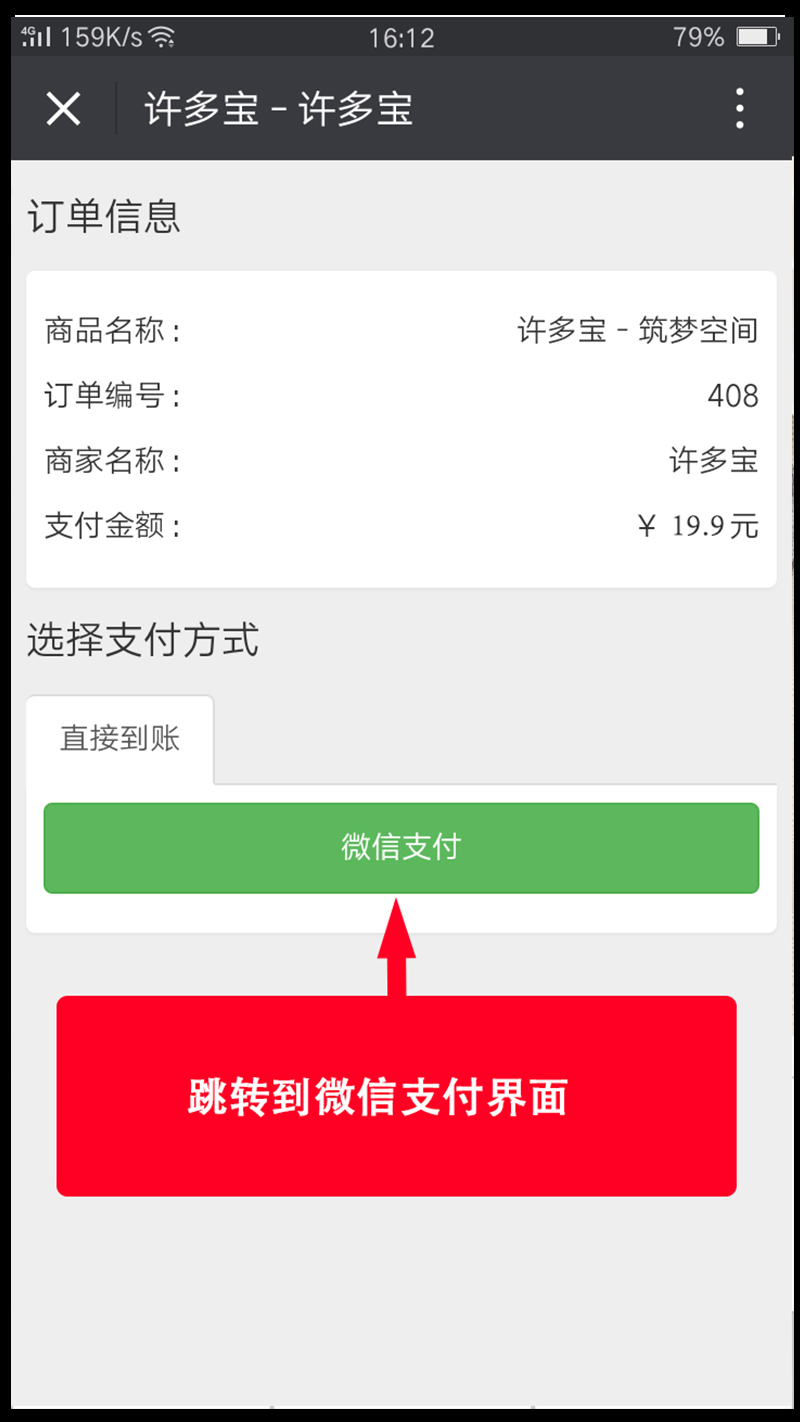 4G 159K/s 16:12 79%
许多宝 - 许多宝
订单信息
商品名称： 许多宝 - 筑梦空间
订单编号： 408
商家名称： 许多宝
支付金额： ￥ 19.9元
选择支付方式
直接到账
微信支付
跳转到微信支付界面